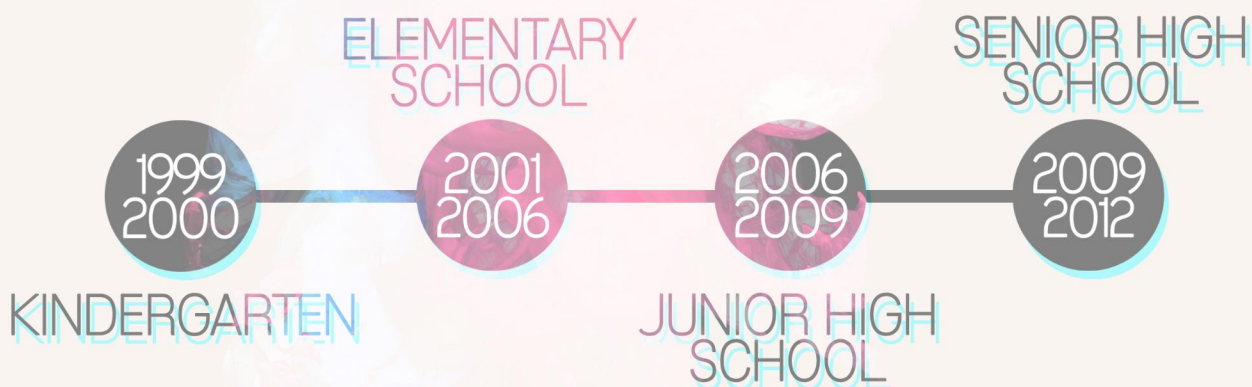 1999
2000
KINDERGARTEN
ELEMENTARY
SCHOOL
2001
2006
2006
2009
JUNIOR HIGH
SCHOOL
SENIOR HIGH
SCHOOL
2009
2012